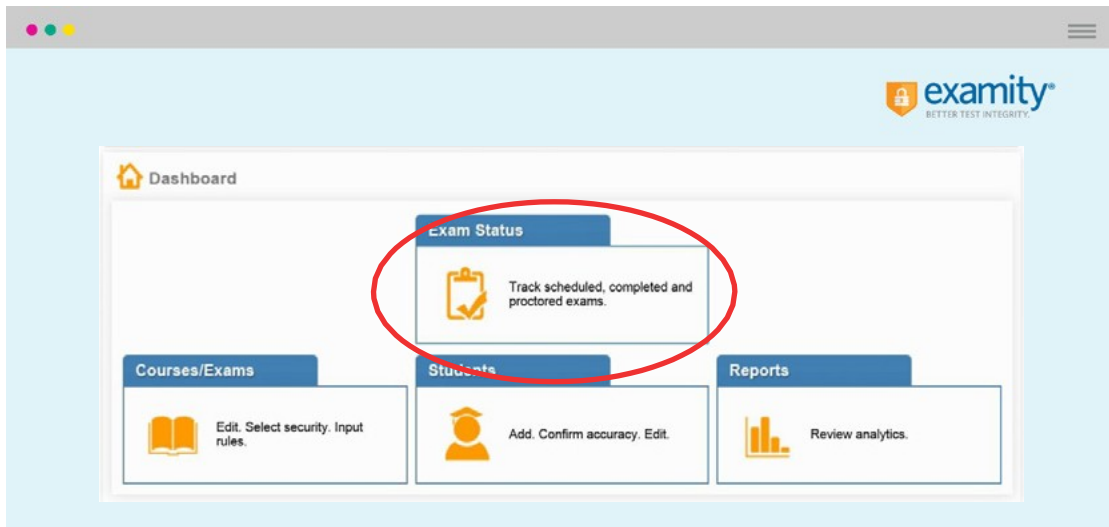 examity®
BETTER TEST INTEGRITY.
Dashboard
Exam Status
Track scheduled, completed and
proctored exams.
Courses/Exams
Edit. Select security. Input
rules.
Students
Add. Confirm accuracy. Edit.
Reports
Review analytics.